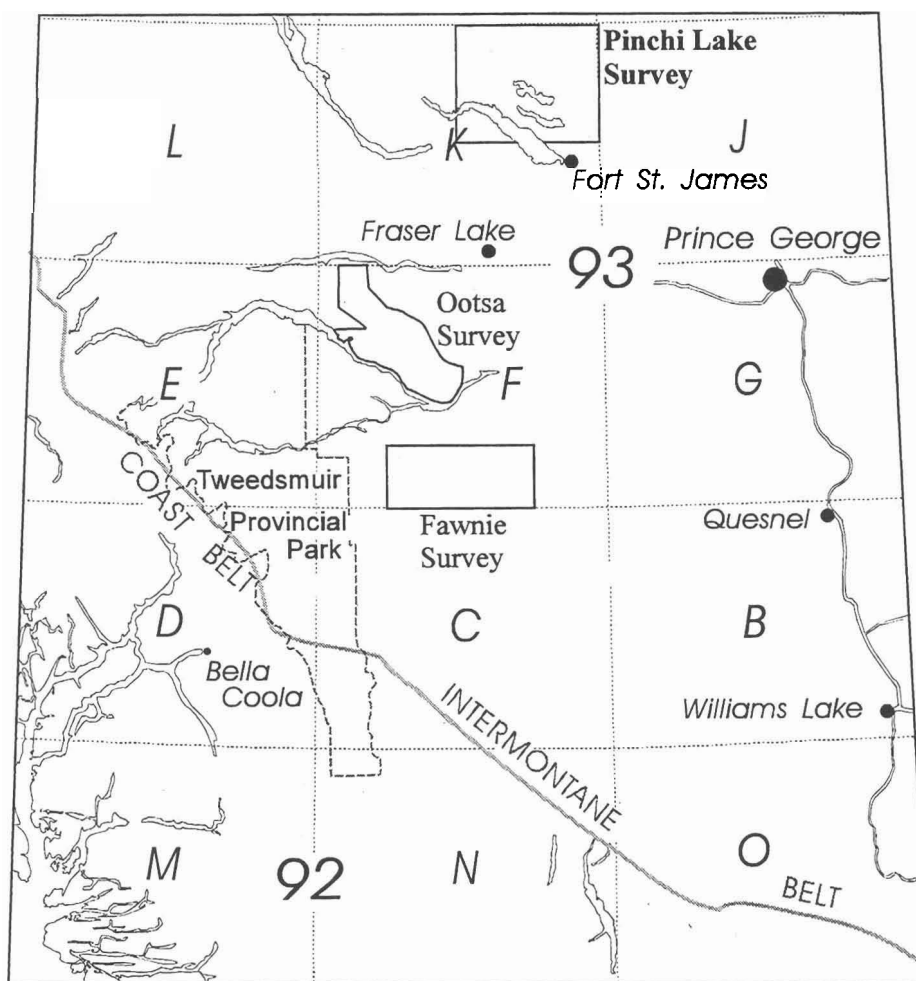 Pinchi Lake
Survey
L
K
J
Fort St. James
Fraser Lake
93
Prince George
Ootsa
Survey
E
F
G
COAST
BELT
Tweedsmuir
Provincial
Park
Fawnie
Survey
Quesnel
D
C
B
Bella
Coola
INTERMONTANE
BELT
Williams Lake
M
92
N
O